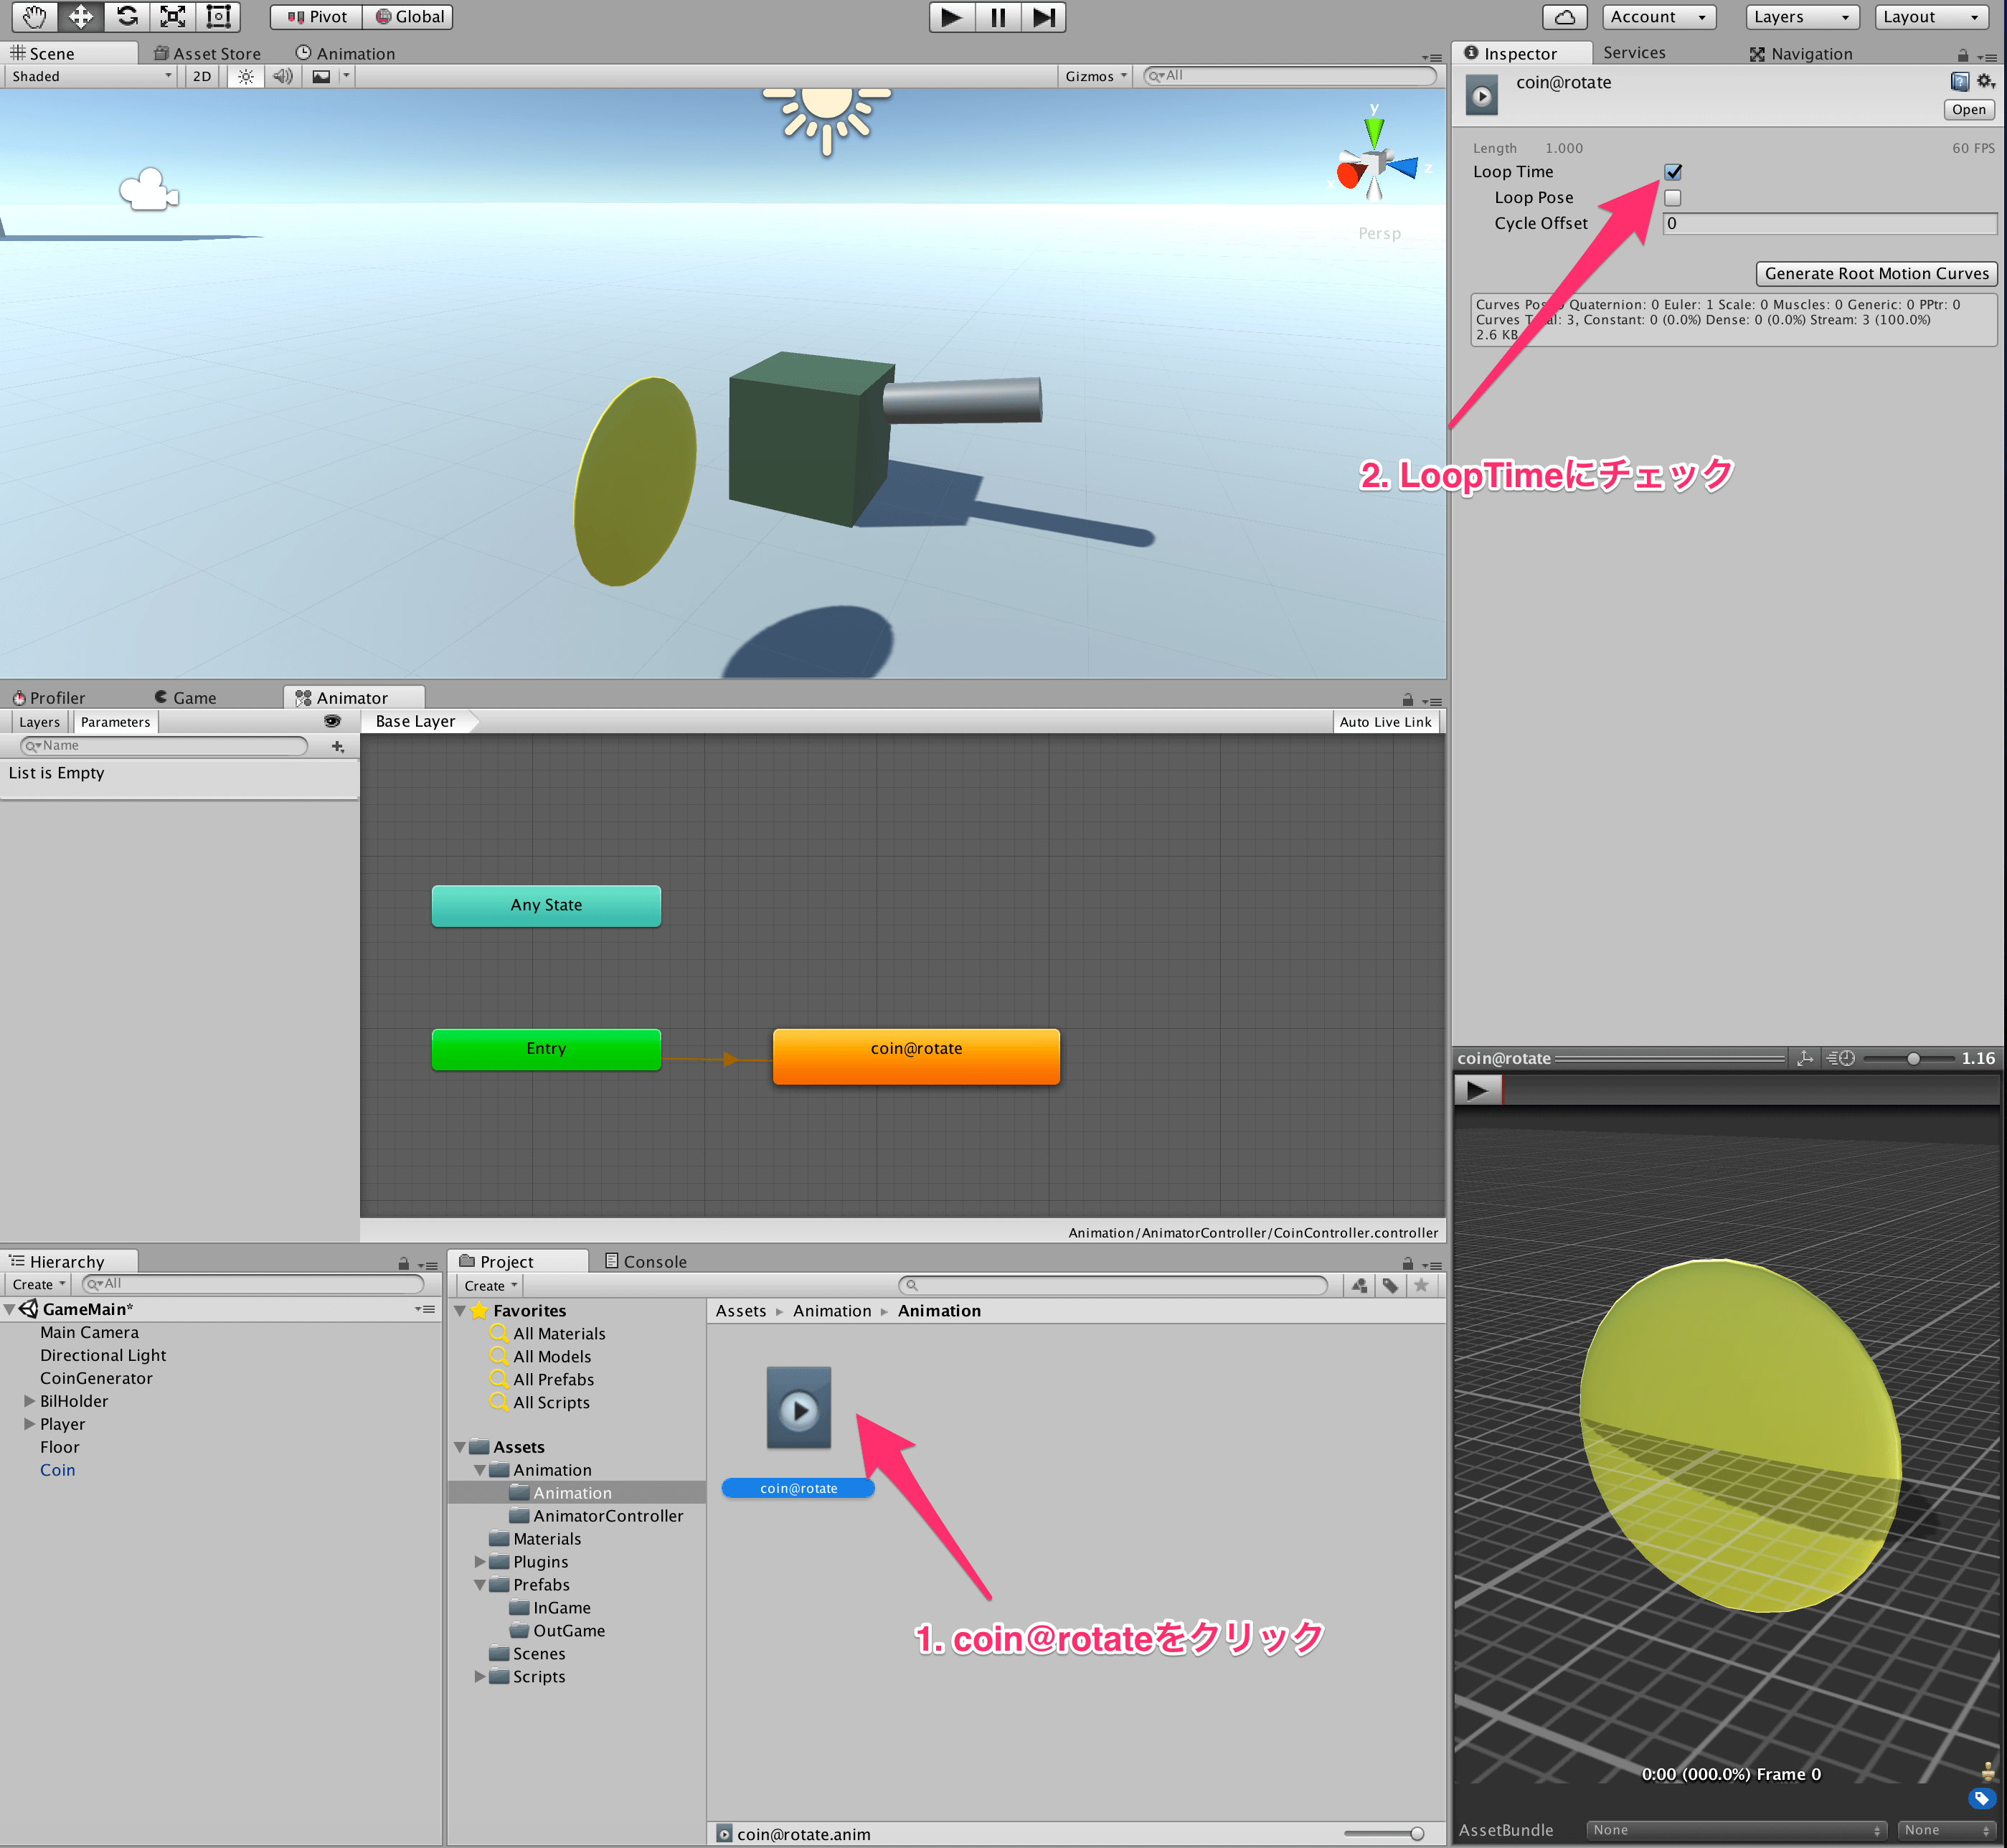 Pivot Global
Account Layers Layout
Scene Asset Store Animation
Shaded 2D Gizmos All
y
z
x
Persp
Inspector Services Navigation
coin@rotate
Open
Length 1.000 60 FPS
Loop Time
Loop Pose
Cycle Offset 0
Generate Root Motion Curves
Curves Pos: Quaternion: 0 Euler: 1 Scale: 0 Muscles: 0 Generic: 0 PPtr: 0
Curves Total: 3, Constant: 0 (0.0%) Dense: 0 (0.0%) Stream: 3 (100.0%)
2.6 KB
2. LoopTimeにチェック
Profiler Game Animator
Layers Parameters Base Layer Auto Live Link
Name
List is Empty
Any State
Entry
coin@rotate
Animation/AnimatorController/CoinController.controller
Hierarchy
Create All
GameMain*
Main Camera
Directional Light
CoinGenerator
BilHolder
Player
Floor
Coin
Project Console
Create
Favorites
All Materials
All Models
All Prefabs
All Scripts
Assets
Animation
Animation
AnimatorController
Materials
Plugins
Prefabs
InGame
OutGame
Scenes
Scripts
Assets Animation Animation
coin@rotate
1. coin@rotateをクリック
coin@rotate.anim
coin@rotate 1.16
0:00 (000.0%) Frame 0
AssetBundle None None